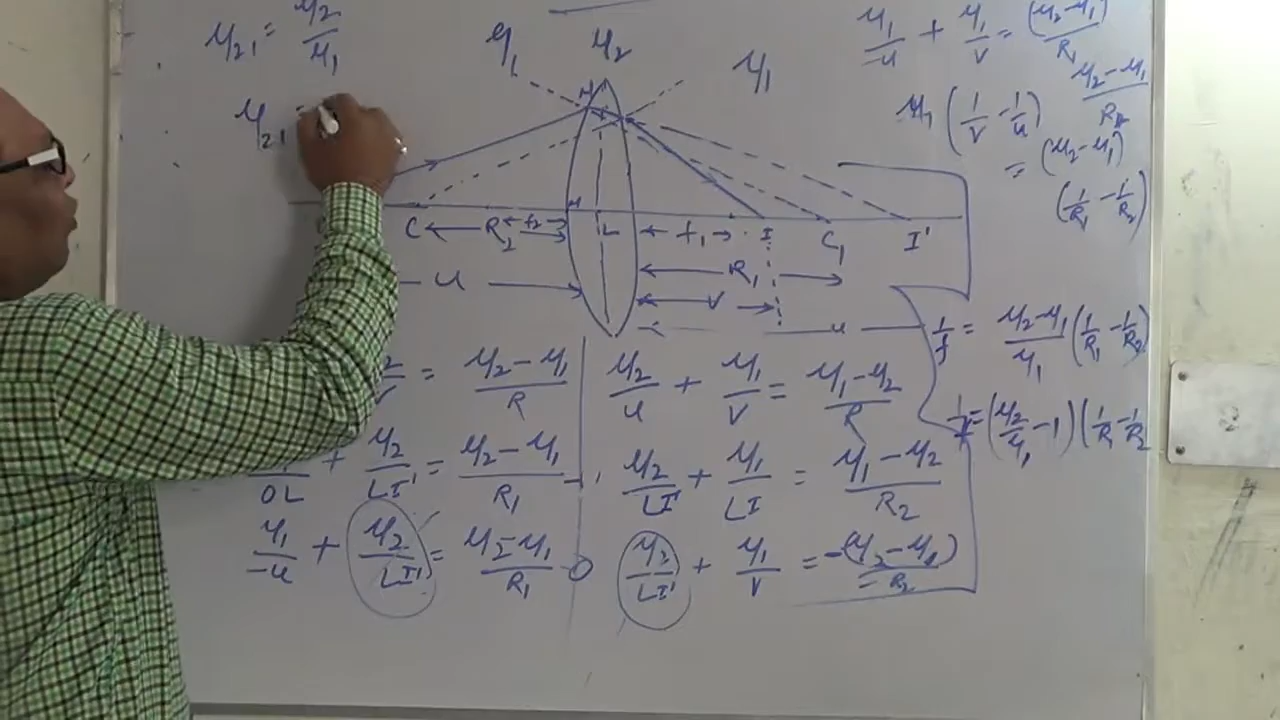 μ₂₁ = μ₂/μ₁
μ₂₁ =
μ₁ μ₂ μ₁
M
C R₂ f₂ L f₁ I C₁ I'
u R₁
V
u
μ₁/-u + μ₁/v = (μ₂-μ₁)/R₁
μ₂-μ₁/R₂
μ₁ (1/v - 1/u)
= (μ₂-μ₁)
(1/R₁ - 1/R₂)
1/f = μ₂-μ₁/μ₁ (1/R₁ - 1/R₂)
1/f = (μ₂/μ₁ - 1) (1/R₁ - 1/R₂
/V = μ₂-μ₁/R
/OL + μ₂/LI' = μ₂-μ₁/R₁
μ₁/-u + μ₂/LI' = μ₂-μ₁/R₁
μ₂/u + μ₁/V = μ₁-μ₂/R
μ₂/LI' + μ₁/LI = μ₁-μ₂/R₂
μ₂/LI' + μ₁/V = -(μ₂-μ₁)/-R₂